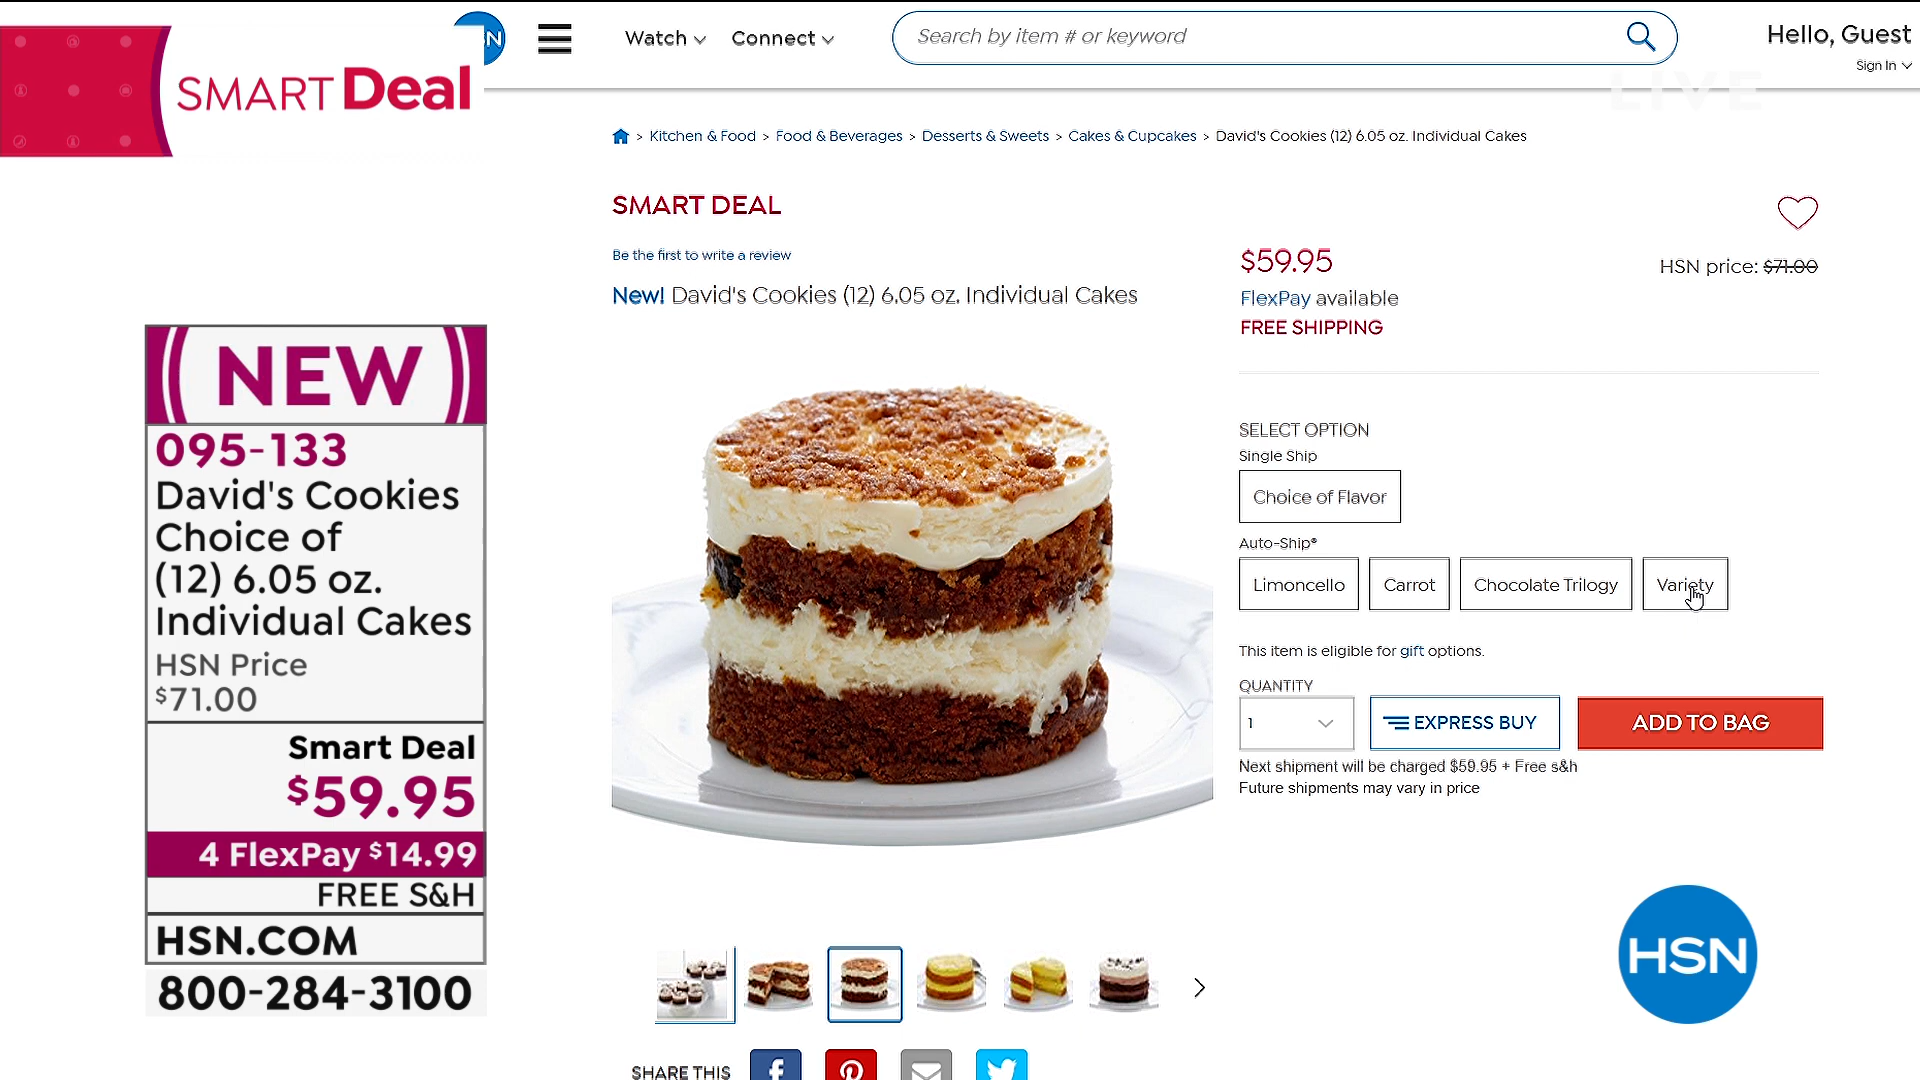 SMART Deal
Watch
Connect
Search by item # or keyword
Hello, Guest
Sign In
LIVE
Kitchen & Food > Food & Beverages > Desserts & Sweets > Cakes & Cupcakes > David's Cookies (12) 6.05 oz. Individual Cakes
SMART DEAL
Be the first to write a review
New! David's Cookies (12) 6.05 oz. Individual Cakes
$59.95
HSN price: $71.00
FlexPay available
FREE SHIPPING
SELECT OPTION
Single Ship
Choice of Flavor
Auto-Ship®
Limoncello
Carrot
Chocolate Trilogy
Variety
This item is eligible for gift options.
QUANTITY
1
EXPRESS BUY
ADD TO BAG
Next shipment will be charged $59.95 + Free s&h
Future shipments may vary in price
NEW
095-133
David's Cookies
Choice of
(12) 6.05 oz.
Individual Cakes
HSN Price
$71.00
Smart Deal
$59.95
4 FlexPay $14.99
FREE S&H
HSN.COM
800-284-3100
HSN
SHARE THIS